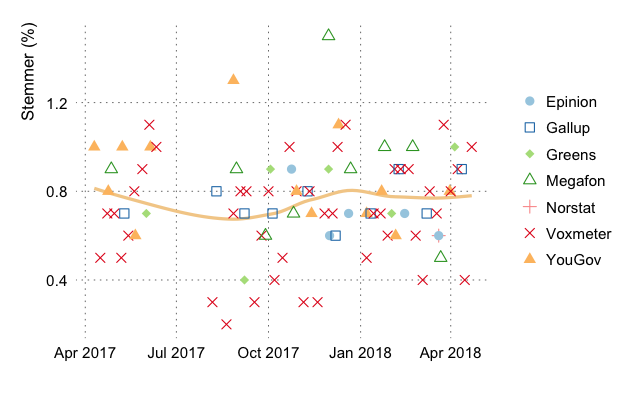 Stemmer (%)
1.2
0.8
0.4
Apr 2017
Jul 2017
Oct 2017
Jan 2018
Apr 2018
Epinion
Gallup
Greens
Megafon
Norstat
Voxmeter
YouGov